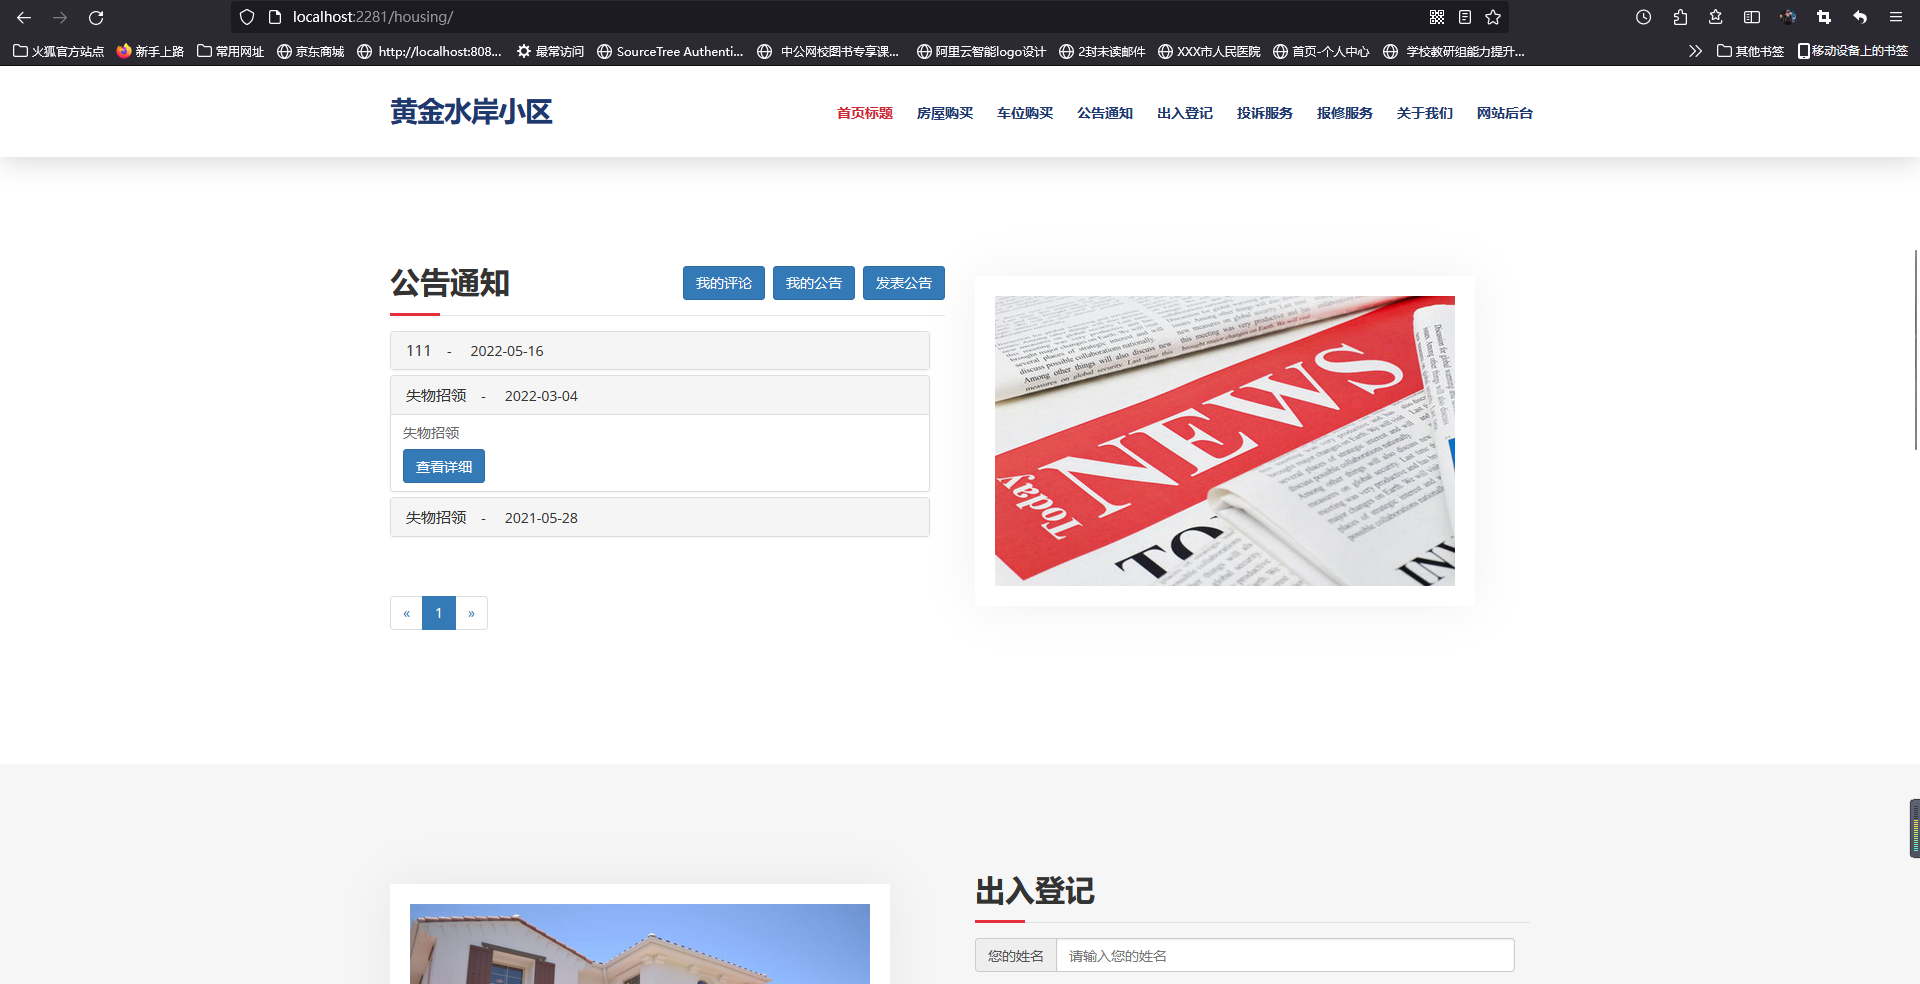 localhost:2281/housing/
火狐官方站点 新手上路 常用网址 京东商城 http://localhost:808... 最常访问 SourceTree Authenti... 中公网校图书专享课... 阿里云智能logo设计 2封未读邮件 XXX市人民医院 首页-个人中心 学校教研组能力提升... 其他书签 移动设备上的书签
黄金水岸小区
首页标题 房屋购买 车位购买 公告通知 出入登记 投诉服务 报修服务 关于我们 网站后台
公告通知 我的评论 我的公告 发表公告
111 - 2022-05-16
失物招领 - 2022-03-04
失物招领
查看详细
失物招领 - 2021-05-28
« 1 »
NEWS
Today
出入登记
您的姓名 请输入您的姓名